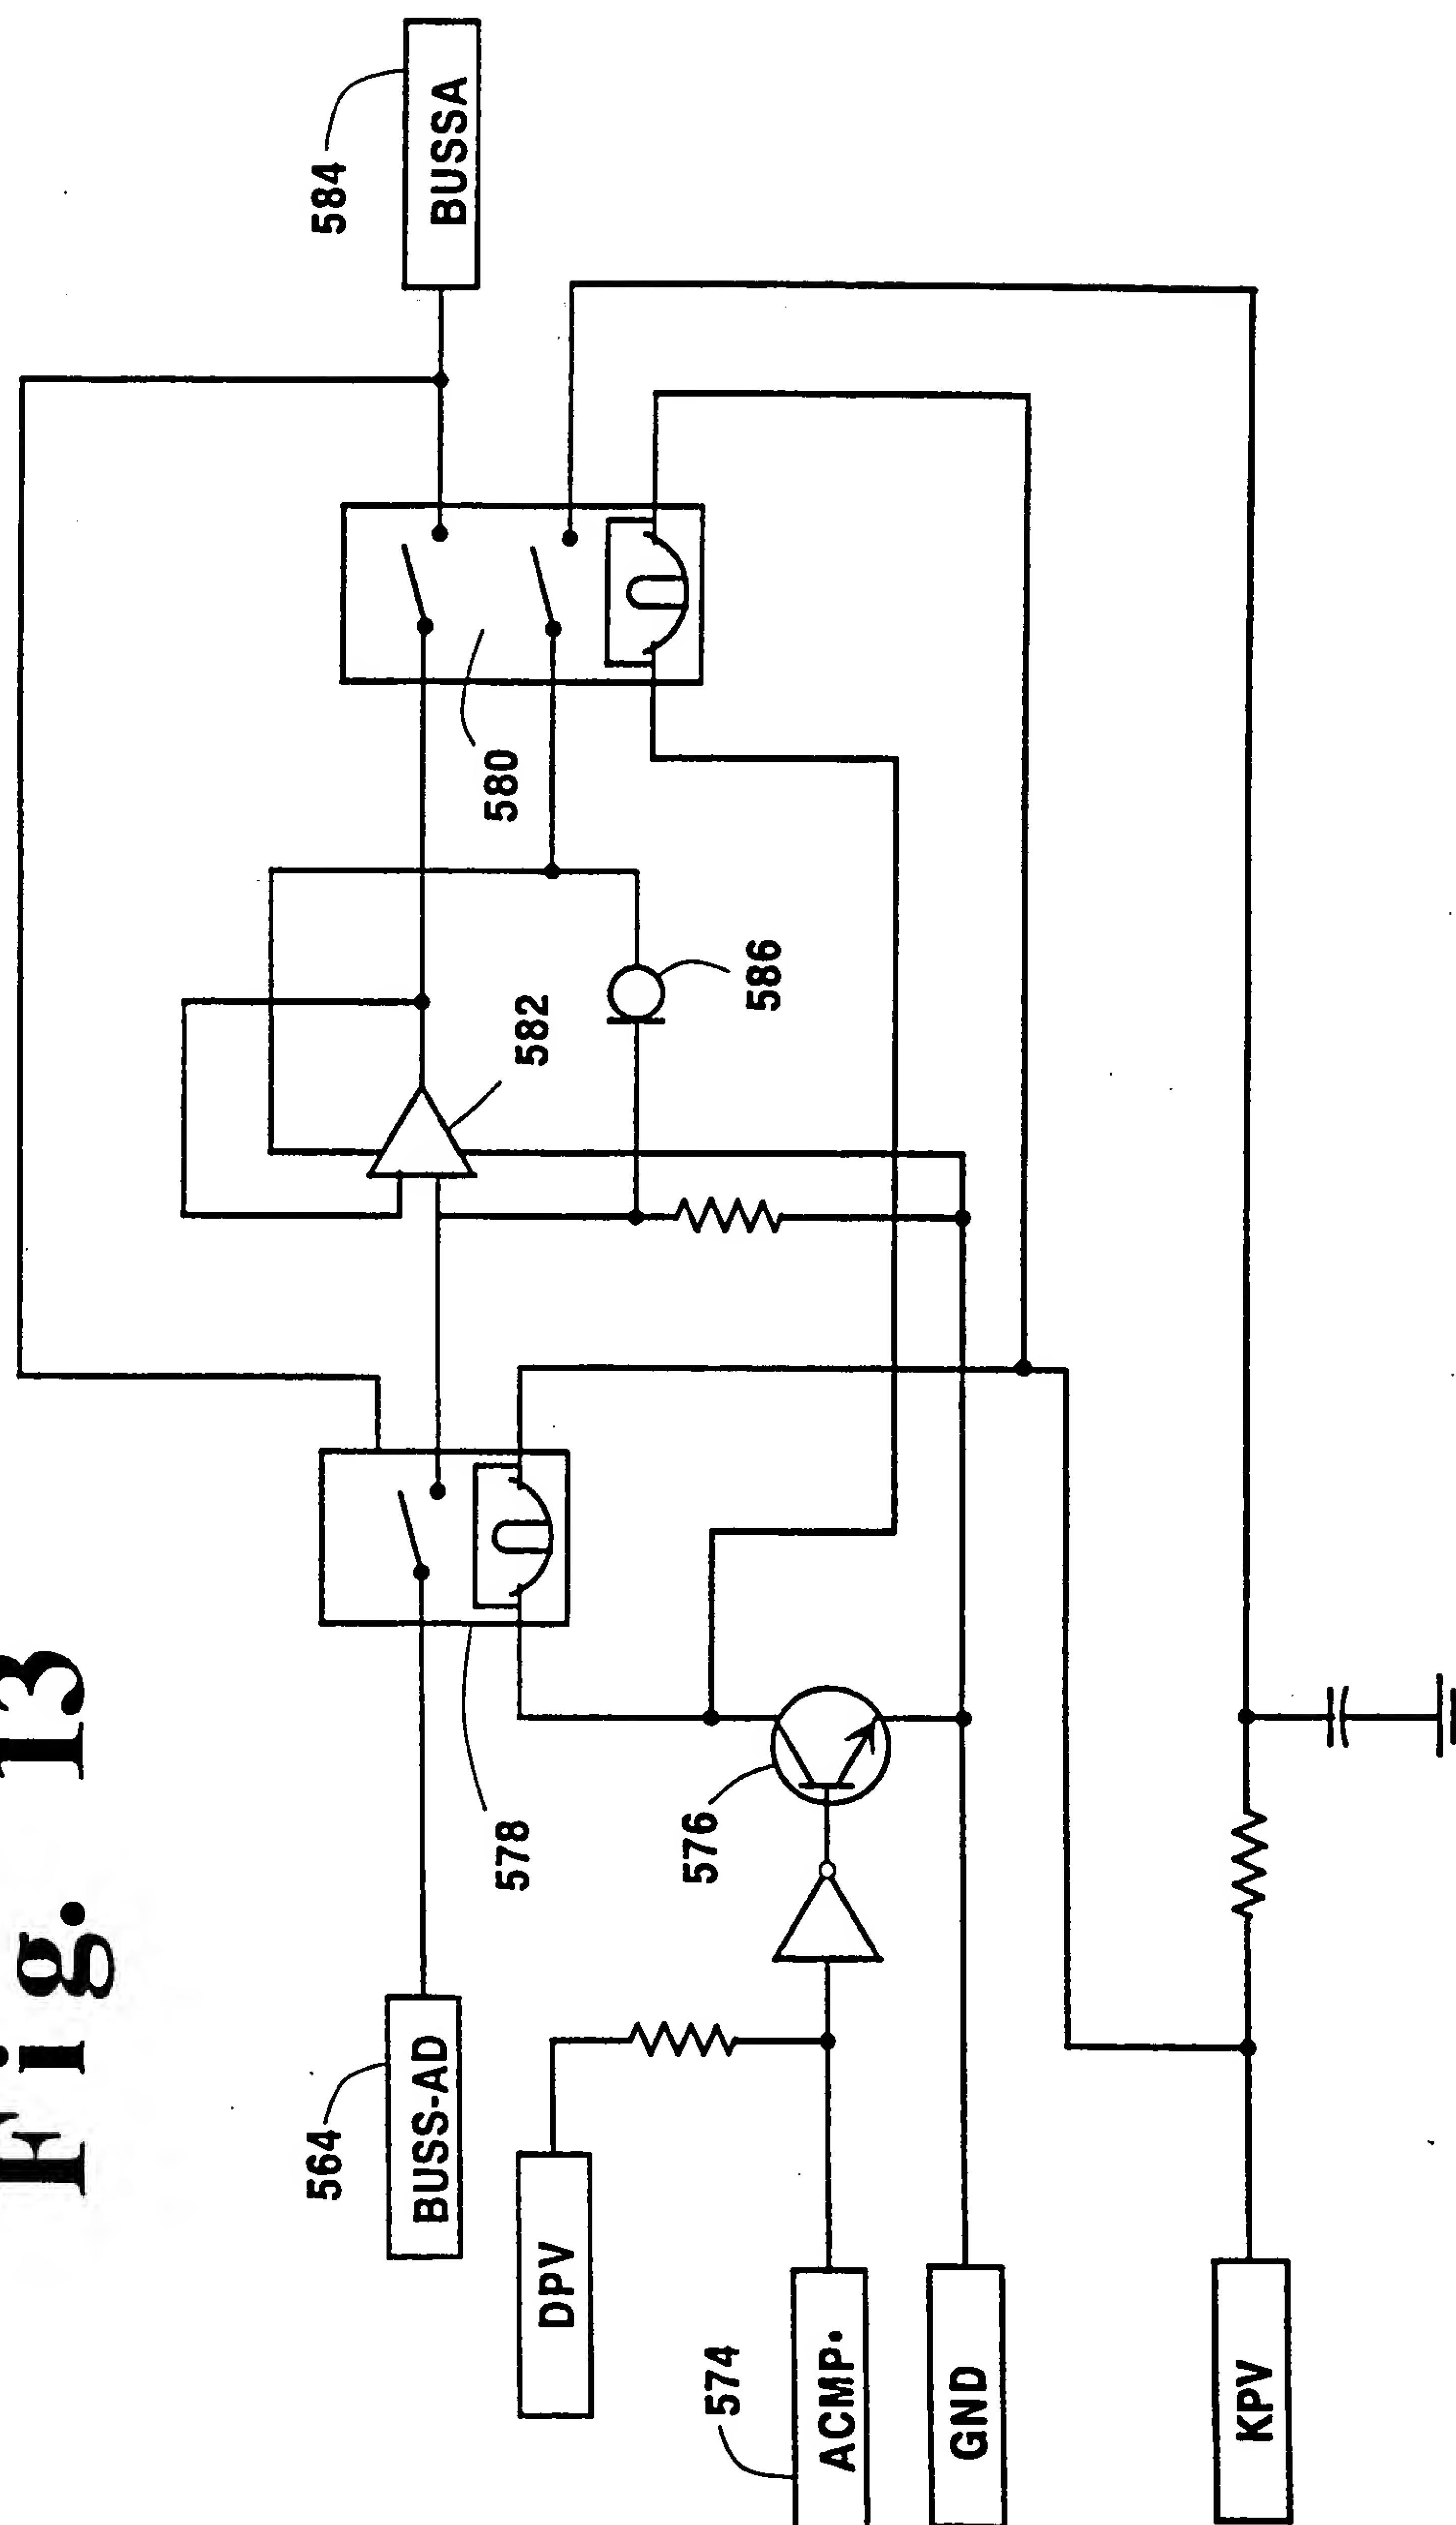 Fig. 13
564
BUSS-AD
DPV
574
ACMP.
GND
KPV
578
576
582
586
580
584
BUSSA